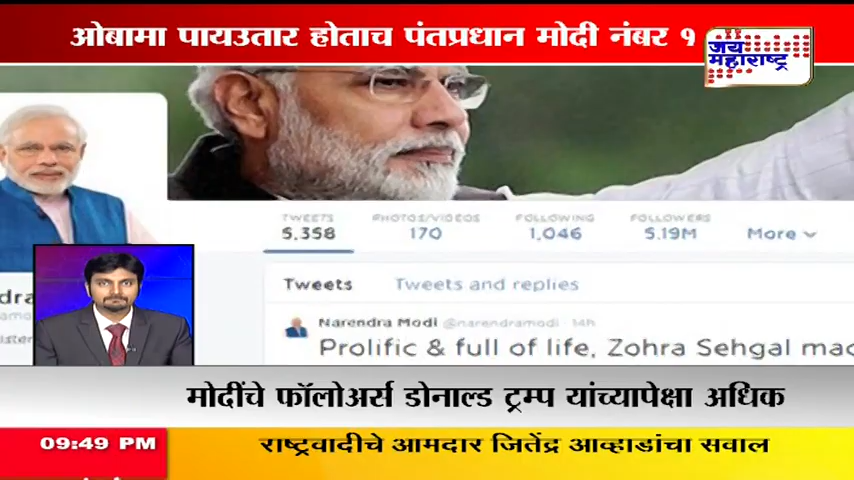 ओबामा पायउतार होताच पंतप्रधान मोदी नंबर १
जय
महाराष्ट्र
TWEETS PHOTOS/VIDEOS FOLLOWING FOLLOWERS
5,358 170 1,046 5.19M More
Tweets Tweets and replies
Narendra Modi @narendramodi · 14h
Prolific & full of life, Zohra Sehgal
मोदींचे फॉलोअर्स डोनाल्ड ट्रम्प यांच्यापेक्षा अधिक
09:49 PM
राष्ट्रवादीचे आमदार जितेंद्र आव्हाडांचा सवाल